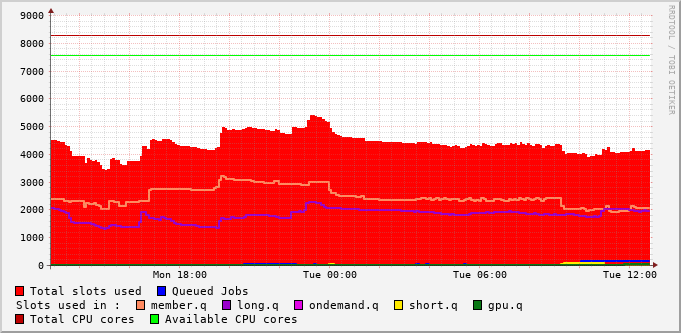 RRDTOOL / TOBI OETIKER
9000
8000
7000
6000
5000
4000
3000
2000
1000
0
Mon 18:00 Tue 00:00 Tue 06:00 Tue 12:00
Total slots used Queued Jobs
Slots used in : member.q long.q ondemand.q short.q gpu.q
Total CPU cores Available CPU cores